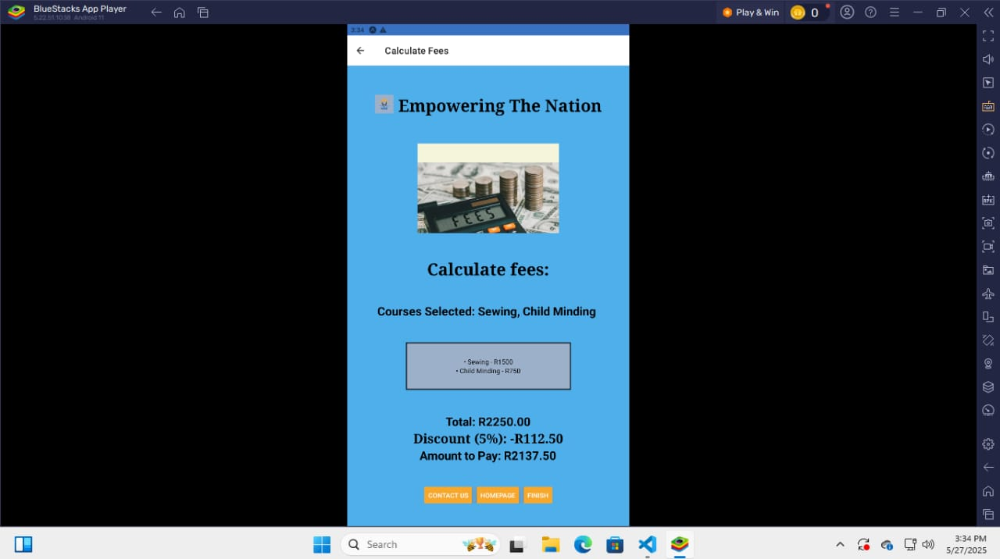 BlueStacks App Player
5.22.51.1038 Android 11
Play & Win
0
3:34
Calculate Fees
Empowering The Nation
FEES
Calculate fees:
Courses Selected: Sewing, Child Minding
• Sewing - R1500
• Child Minding - R750
Total: R2250.00
Discount (5%): -R112.50
Amount to Pay: R2137.50
CONTACT US
HOMEPAGE
FINISH
Search
3:34 PM
5/27/2025